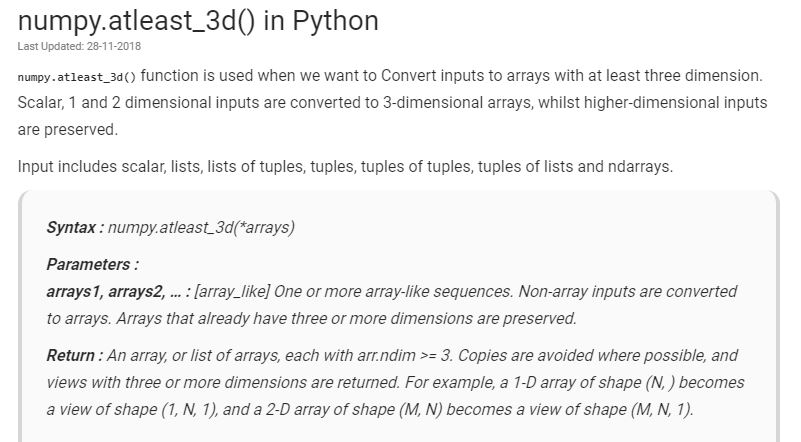 numpy.atleast_3d() in Python
Last Updated: 28-11-2018
numpy.atleast_3d() function is used when we want to Convert inputs to arrays with at least three dimension.
Scalar, 1 and 2 dimensional inputs are converted to 3-dimensional arrays, whilst higher-dimensional inputs
are preserved.
Input includes scalar, lists, lists of tuples, tuples, tuples of tuples, tuples of lists and ndarrays.
Syntax : numpy.atleast_3d(*arrays)
Parameters :
arrays1, arrays2, ... : [array_like] One or more array-like sequences. Non-array inputs are converted
to arrays. Arrays that already have three or more dimensions are preserved.
Return : An array, or list of arrays, each with arr.ndim >= 3. Copies are avoided where possible, and
views with three or more dimensions are returned. For example, a 1-D array of shape (N, ) becomes
a view of shape (1, N, 1), and a 2-D array of shape (M, N) becomes a view of shape (M, N, 1).